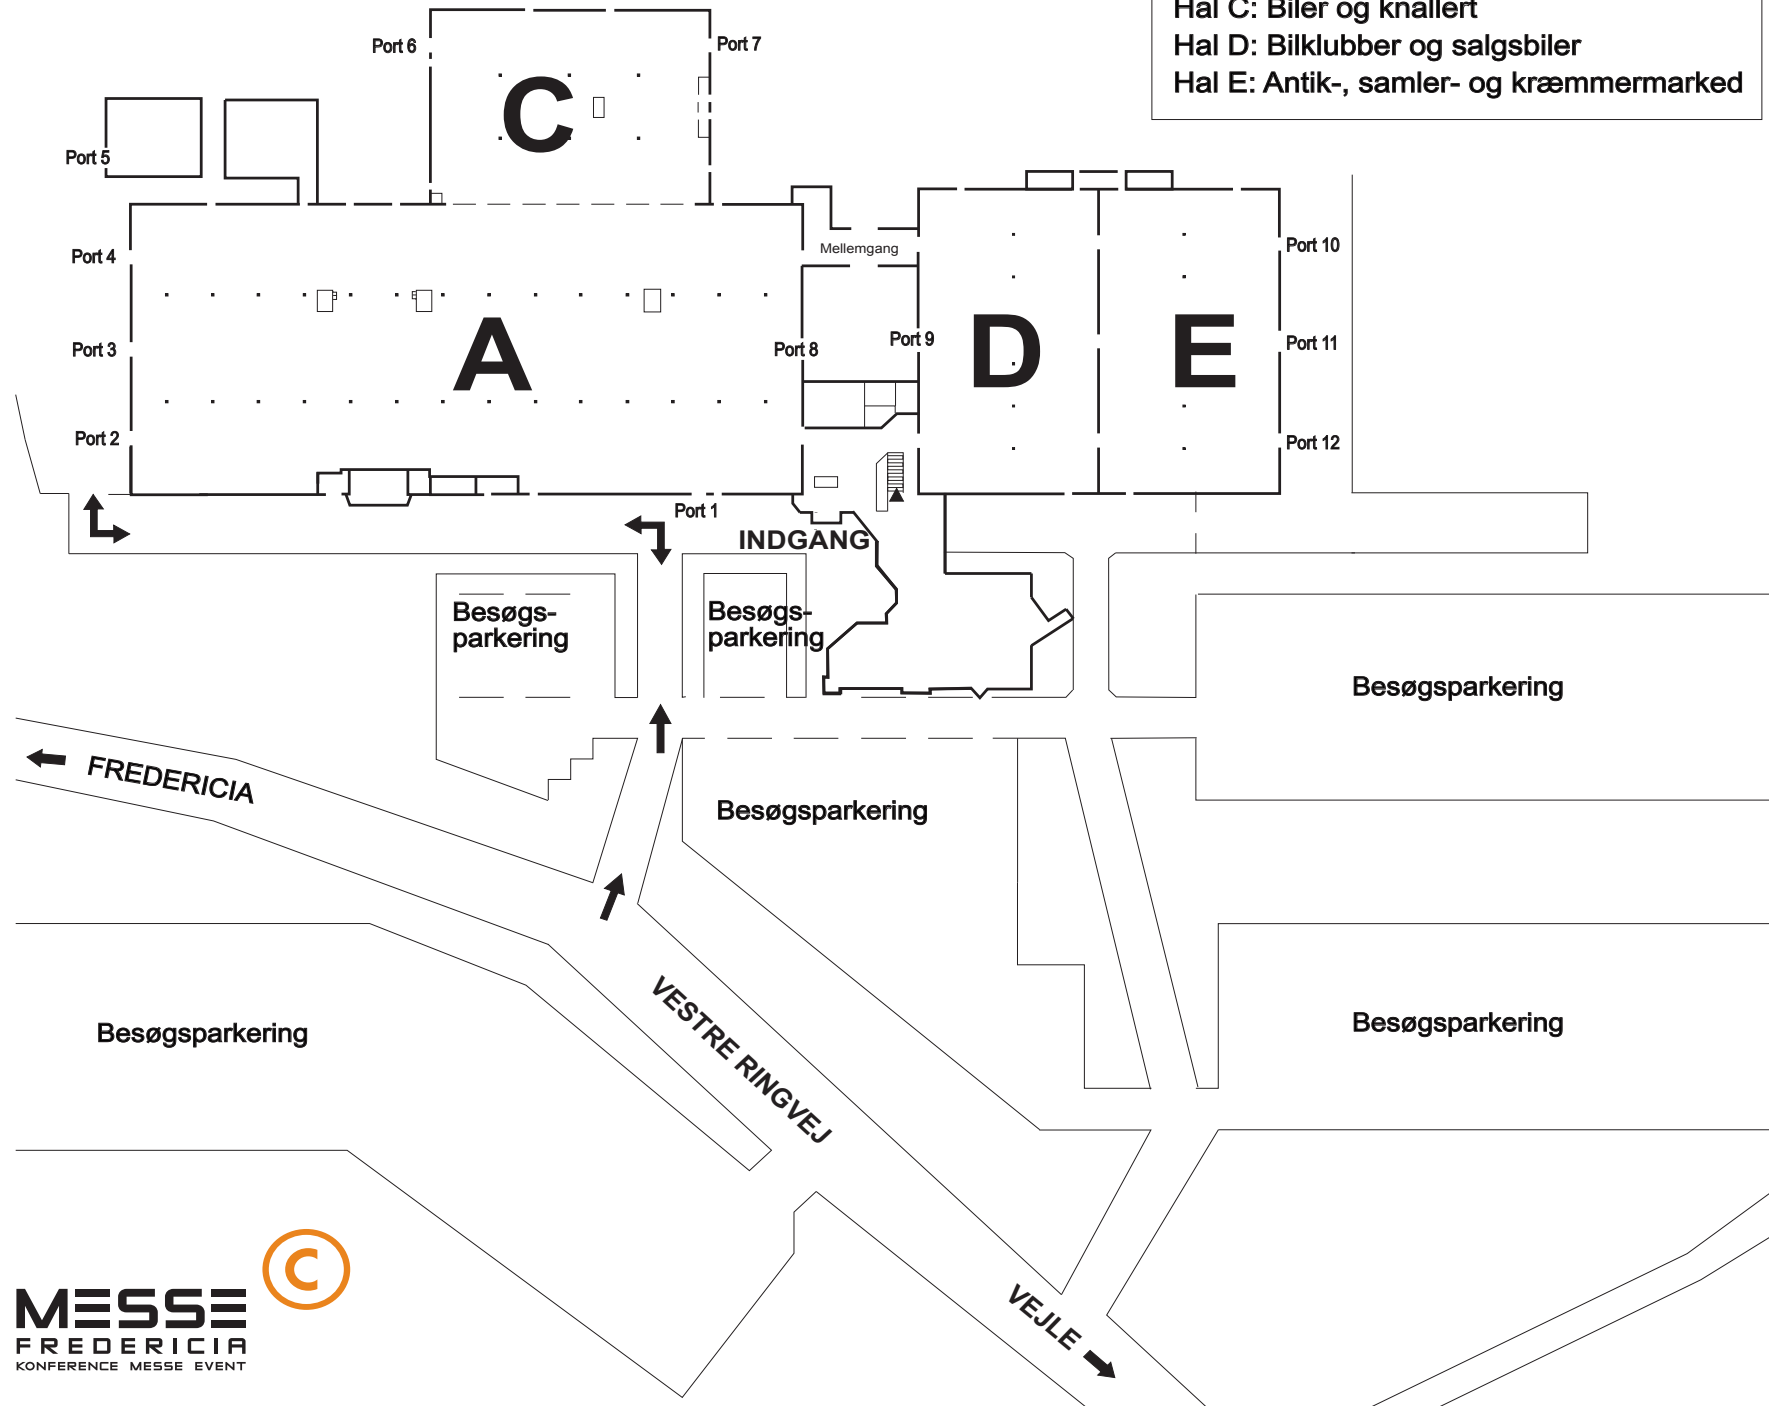 Hal C: Biler og knallert
Hal D: Bilklubber og salgsbiler
Hal E: Antik-, samler- og kræmmermarked
Port 6
Port 7
C
Port 5
Port 4
Mellemgang
Port 10
Port 3
A
Port 8
Port 9
D
E
Port 11
Port 2
Port 12
Port 1
INDGANG
Besøgs-
parkering
Besøgs-
parkering
Besøgsparkering
FREDERICIA
Besøgsparkering
VESTRE RINGVEJ
Besøgsparkering
Besøgsparkering
VEJLE
C
MESSE
FREDERICIA
KONFERENCE MESSE EVENT